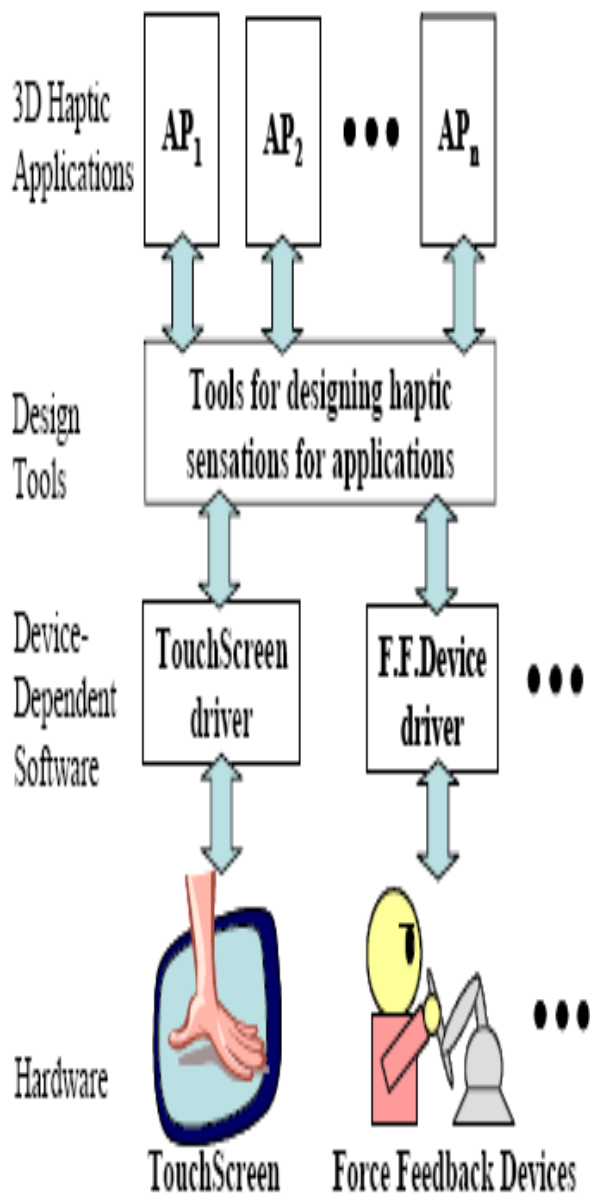 3D Haptic
Applications
AP1
AP2
•••
APn
Design
Tools
Tools for designing haptic
sensations for applications
Device-
Dependent
Software
TouchScreen
driver
F.F.Device
driver
•••
Hardware
•••
TouchScreen
Force Feedback Devices